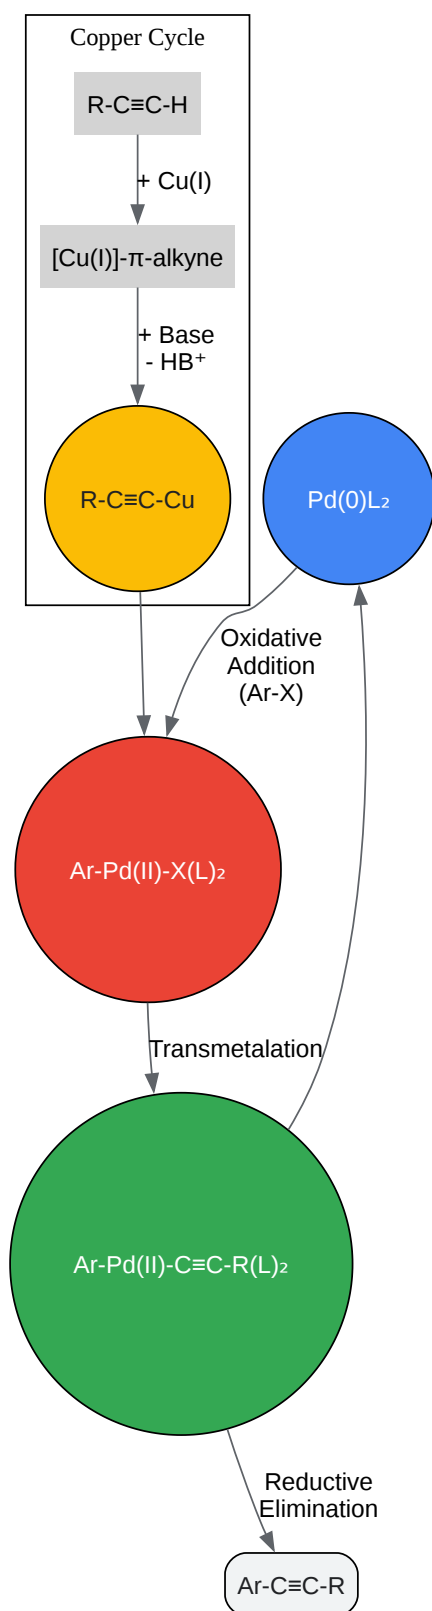 Copper Cycle
R-C≡C-H
+ Cu(I)
[Cu(I)]-π-alkyne
+ Base
- HB⁺
R-C≡C-Cu
Pd(0)L₂
Oxidative
Addition
(Ar-X)
Ar-Pd(II)-X(L)₂
Transmetalation
Ar-Pd(II)-C≡C-R(L)₂
Reductive
Elimination
Ar-C≡C-R